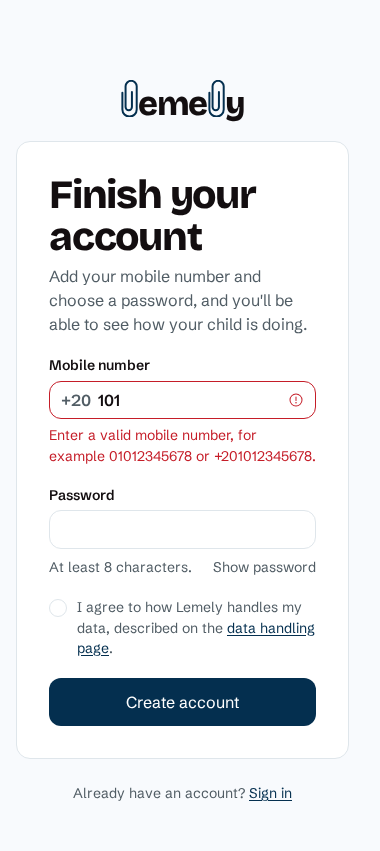 lemely
Finish your
account
Add your mobile number and
choose a password, and you'll be
able to see how your child is doing.
Mobile number
+20 101
Enter a valid mobile number, for
example 01012345678 or +201012345678.
Password
At least 8 characters. Show password
I agree to how Lemely handles my
data, described on the data handling
page.
Create account
Already have an account? Sign in